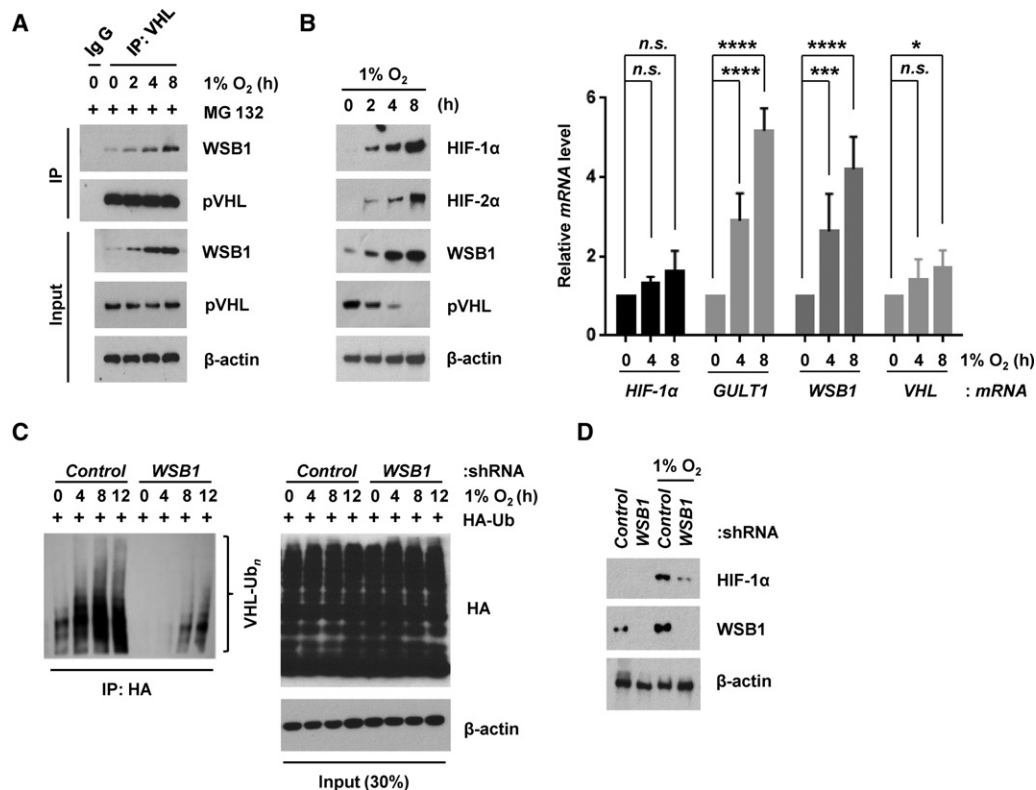 A
Ig G
IP: VHL
0 0 2 4 8 1% O2 (h)
+ + + + + MG 132
IP
WSB1
pVHL
Input
WSB1
pVHL
β-actin
B
1% O2
0 2 4 8 (h)
HIF-1α
HIF-2α
WSB1
pVHL
β-actin
Relative mRNA level
6
4
2
0
n.s.
n.s.
****
****
****
***
*
n.s.
0 4 8 0 4 8 0 4 8 0 4 8 1% O2 (h)
HIF-1α GULT1 WSB1 VHL : mRNA
C
Control WSB1
0 4 8 12 0 4 8 12
+ + + + + + + +
VHL-Ubn
IP: HA
Control WSB1 :shRNA
0 4 8 12 0 4 8 12 1% O2 (h)
+ + + + + + + + HA-Ub
HA
β-actin
Input (30%)
D
1% O2
Control WSB1 Control WSB1 :shRNA
HIF-1α
WSB1
β-actin